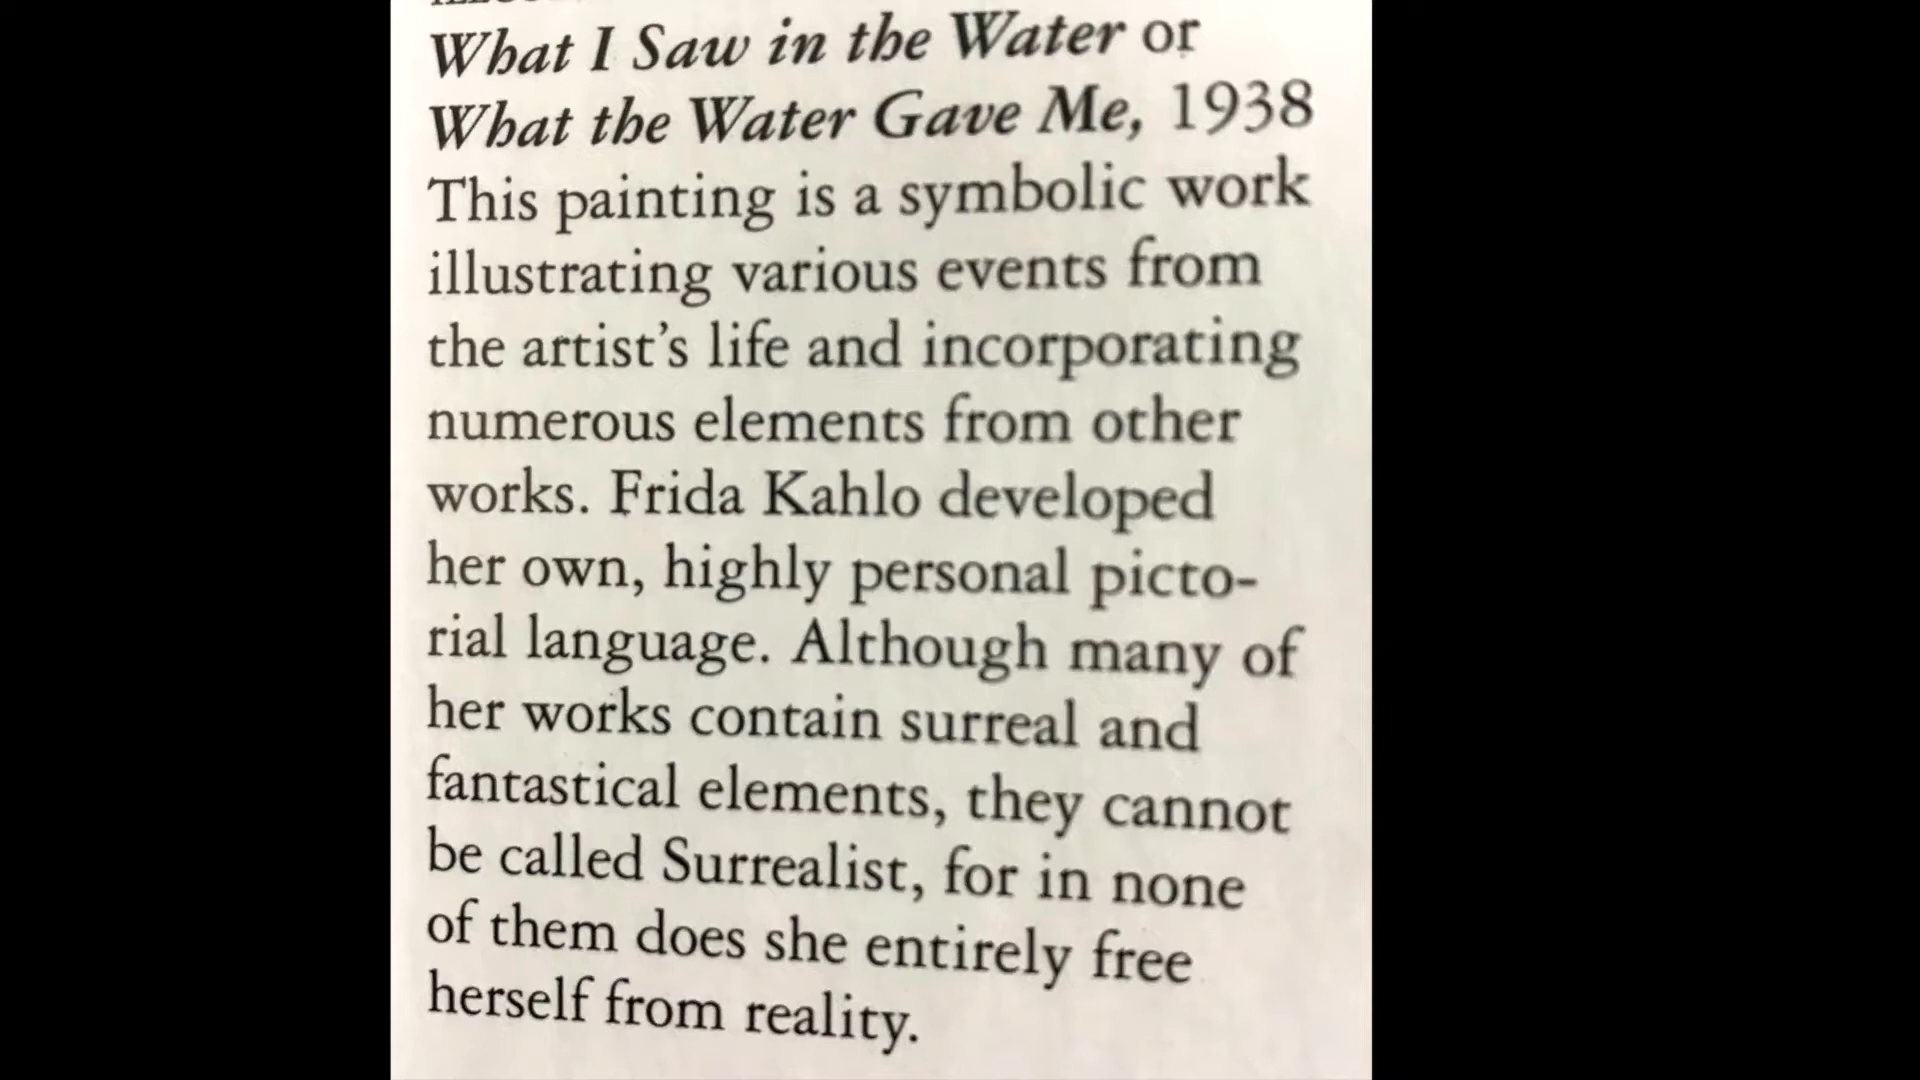 What I Saw in the Water or
What the Water Gave Me, 1938
This painting is a symbolic work
illustrating various events from
the artist’s life and incorporating
numerous elements from other
works. Frida Kahlo developed
her own, highly personal picto-
rial language. Although many of
her works contain surreal and
fantastical elements, they cannot
be called Surrealist, for in none
of them does she entirely free
herself from reality.